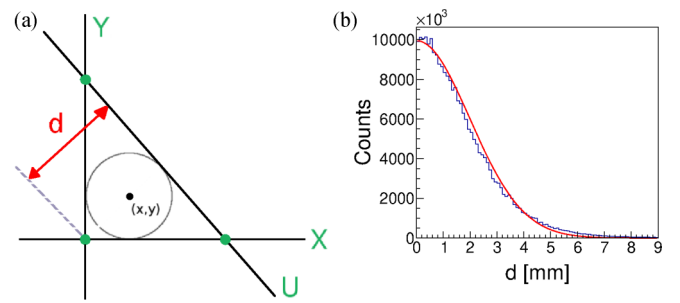 (a)
Y
d
(x,y)
X
U
(b)
×10³
10000
8000
6000
4000
2000
0
Counts
0 1 2 3 4 5 6 7 8 9
d [mm]